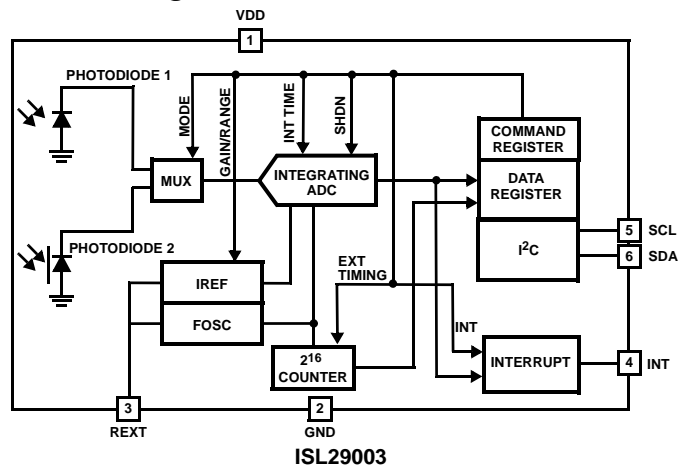 VDD
1
PHOTODIODE 1
MODE
GAIN/RANGE
INT TIME
SHDN
COMMAND
REGISTER
MUX
INTEGRATING
ADC
DATA
REGISTER
PHOTODIODE 2
I²C
5 SCL
6 SDA
EXT
TIMING
IREF
FOSC
INT
2¹⁶
COUNTER
INTERRUPT
4 INT
3
REXT
2
GND
ISL29003